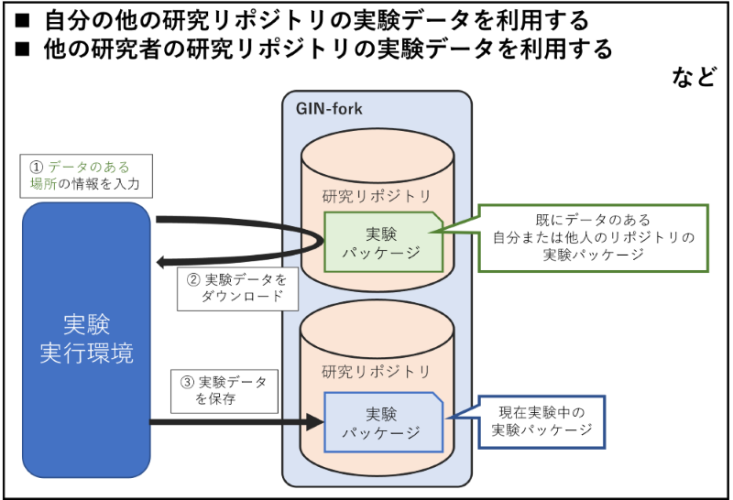 ■ 自分の他の研究リポジトリの実験データを利用する
■ 他の研究者の研究リポジトリの実験データを利用する
など
GIN-fork
① データのある
場所の情報を入力
研究リポジトリ
実験
パッケージ
既にデータのある
自分または他人のリポジトリの
実験パッケージ
② 実験データを
ダウンロード
実験
実行環境
研究リポジトリ
③ 実験データ
を保存
実験
パッケージ
現在実験中の
実験パッケージ